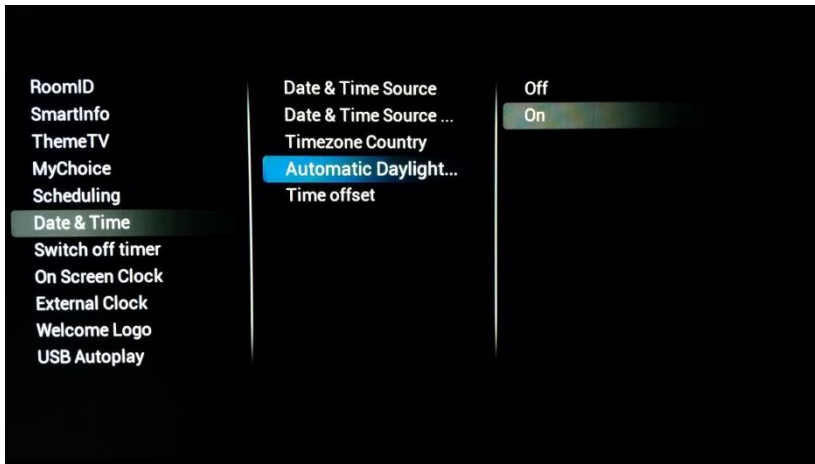 RoomID
SmartInfo
ThemeTV
MyChoice
Scheduling
Date & Time
Switch off timer
On Screen Clock
External Clock
Welcome Logo
USB Autoplay
Date & Time Source
Date & Time Source ...
Timezone Country
Automatic Daylight...
Time offset
Off
On